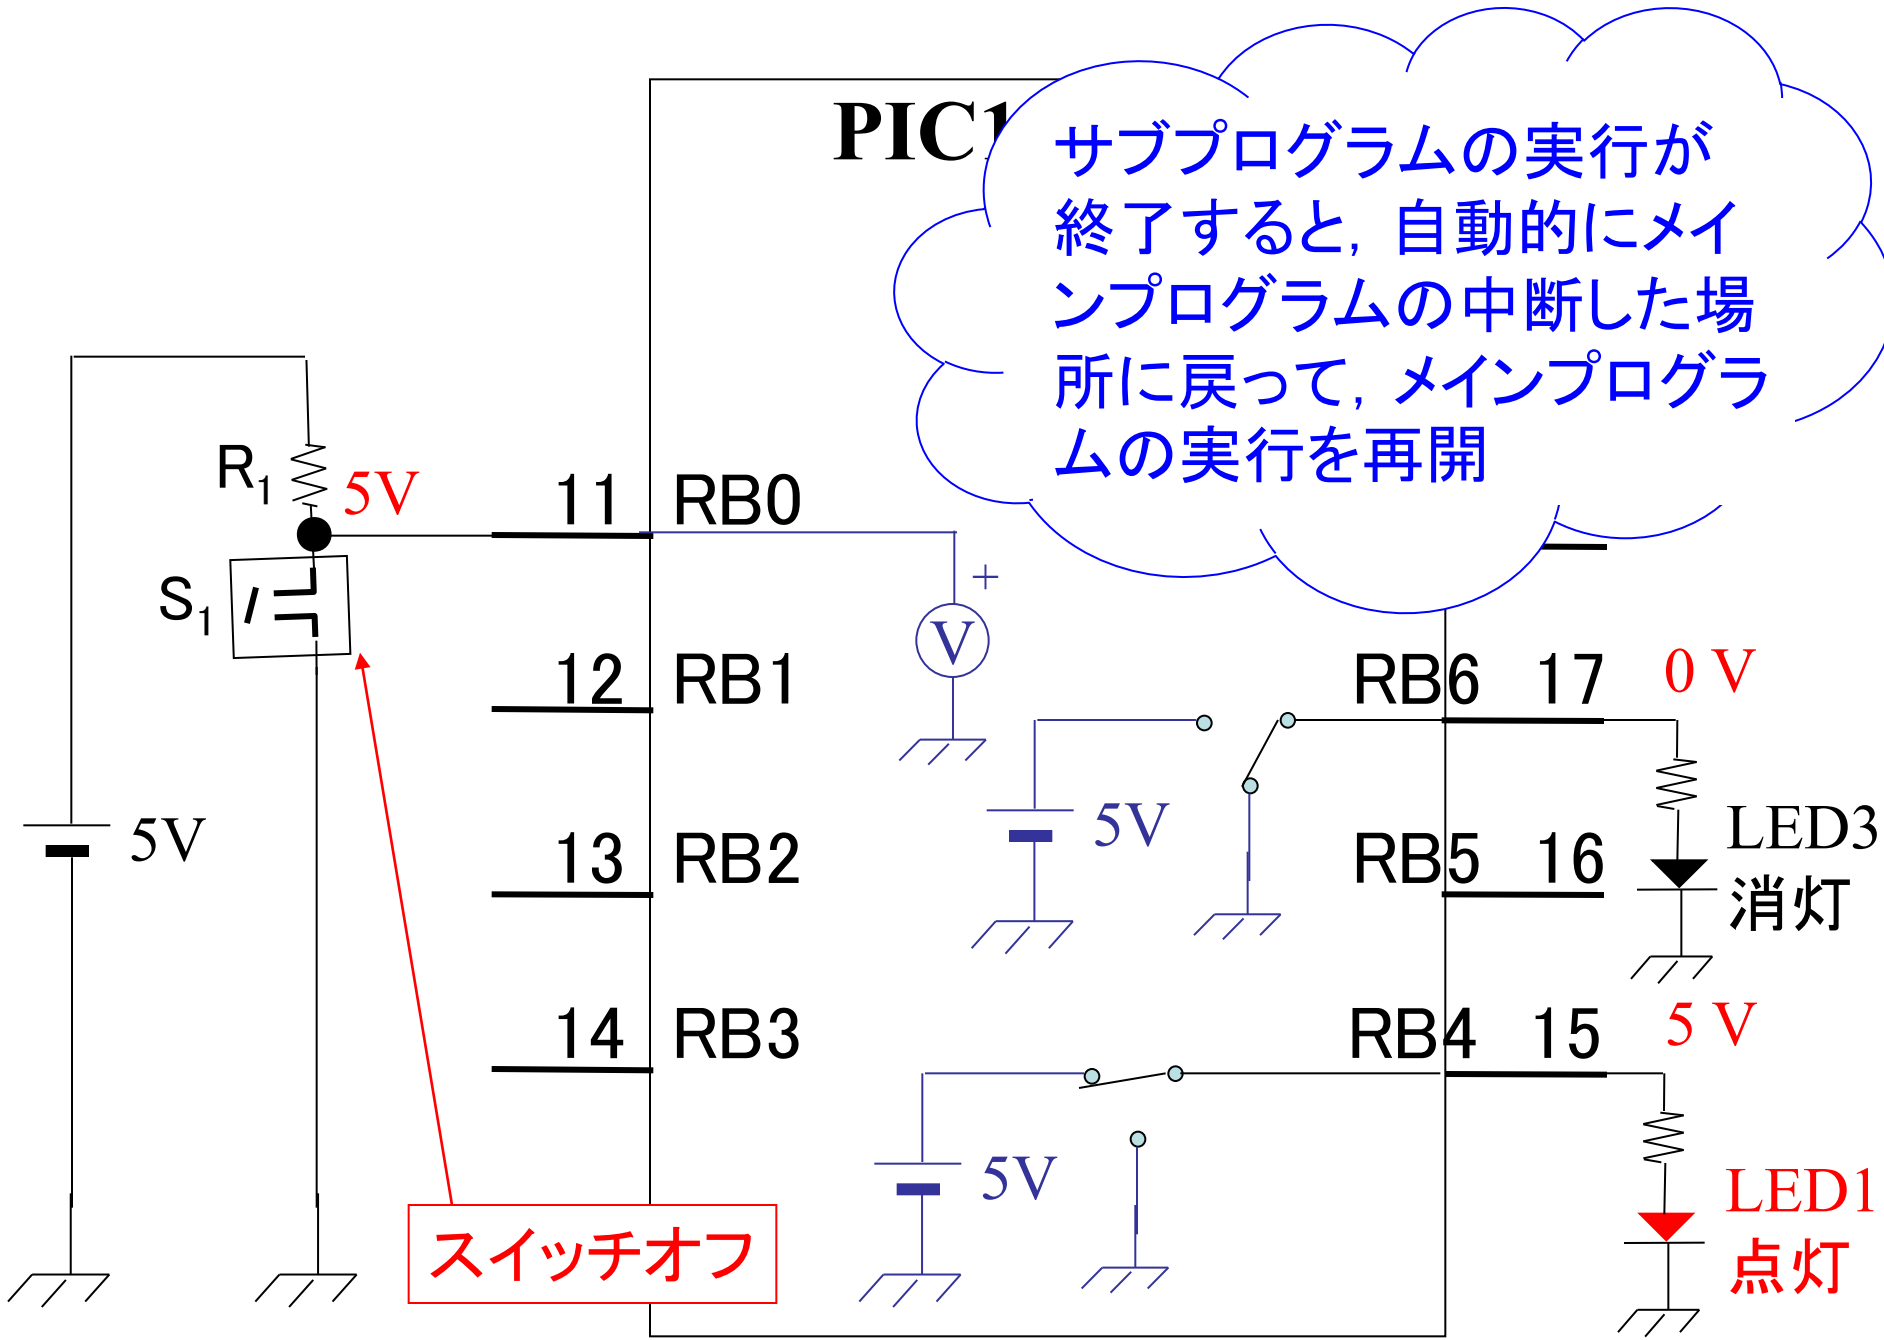 PIC1
サブプログラムの実行が
終了すると，自動的にメイ
ンプログラムの中断した場
所に戻って，メインプログラ
ムの実行を再開
R1
5V
11 RB0
S1
+
V
12 RB1
RB6 17
0 V
5V
5V
13 RB2
RB5 16
LED3
消灯
14 RB3
RB4 15
5 V
5V
LED1
点灯
スイッチオフ